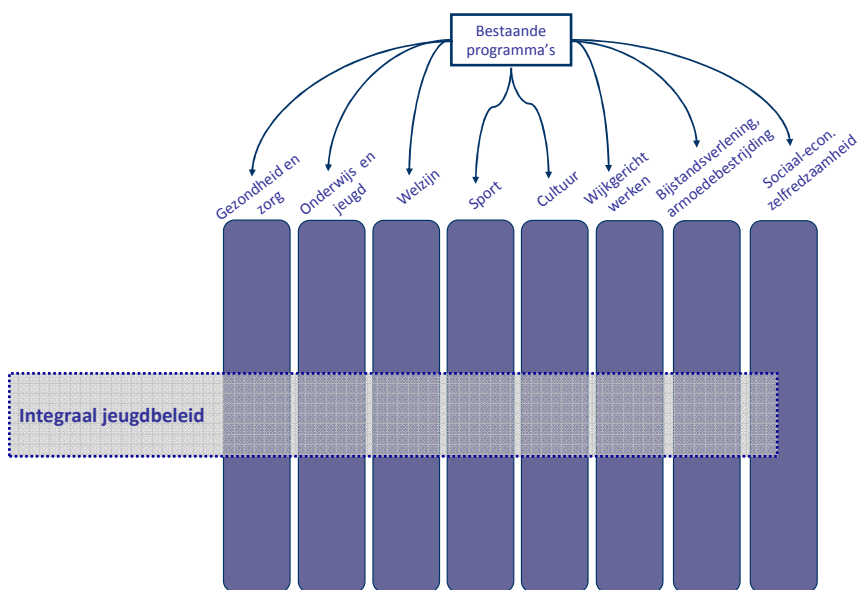 Bestaande
programma's
Gezondheid en
zorg
Onderwijs en
jeugd
Welzijn
Sport
Cultuur
Wijkgericht
werken
Bijstandsverlening,
armoedebestrijding
Sociaal-econ.
zelfredzaamheid
Integraal jeugdbeleid